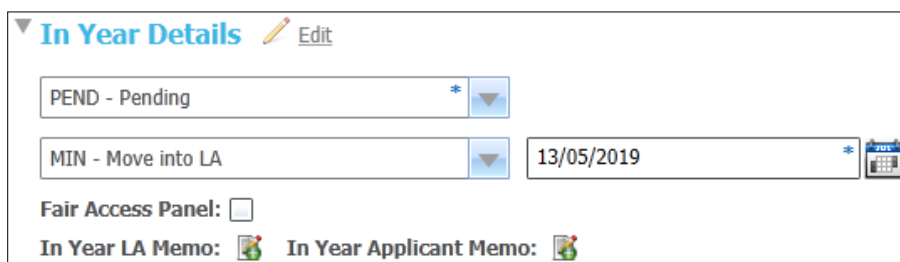 In Year Details Edit
PEND - Pending *
MIN - Move into LA 13/05/2019 *
Fair Access Panel:
In Year LA Memo: In Year Applicant Memo: